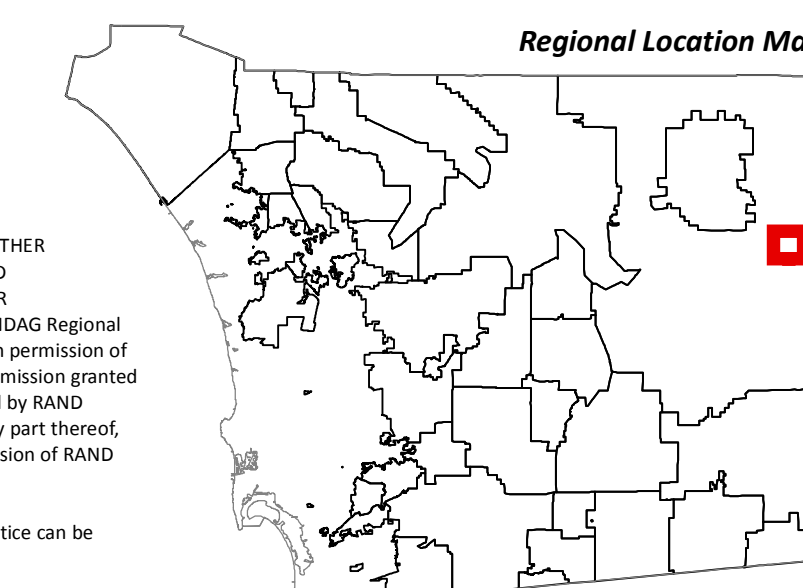 Regional Location Ma
THER
D
R
NDAG Regional
h permission of
mission granted
d by RAND
y part thereof,
sion of RAND
tice can be